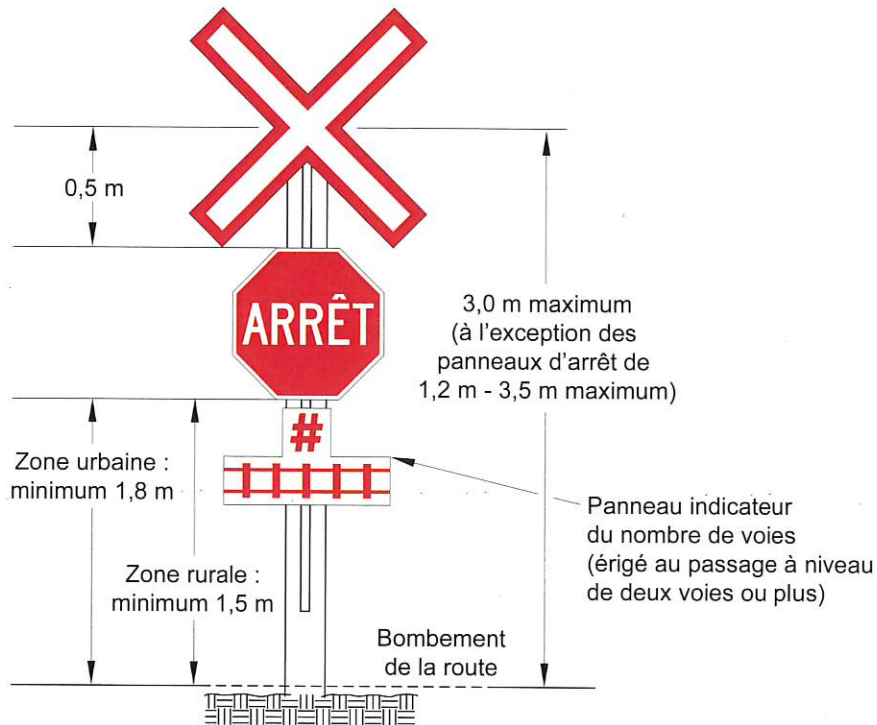 0,5 m
ARRÊT
3,0 m maximum
(à l'exception des
panneaux d'arrêt de
1,2 m - 3,5 m maximum)
#
Zone urbaine :
minimum 1,8 m
Panneau indicateur
du nombre de voies
(érigé au passage à niveau
de deux voies ou plus)
Zone rurale :
minimum 1,5 m
Bombement
de la route